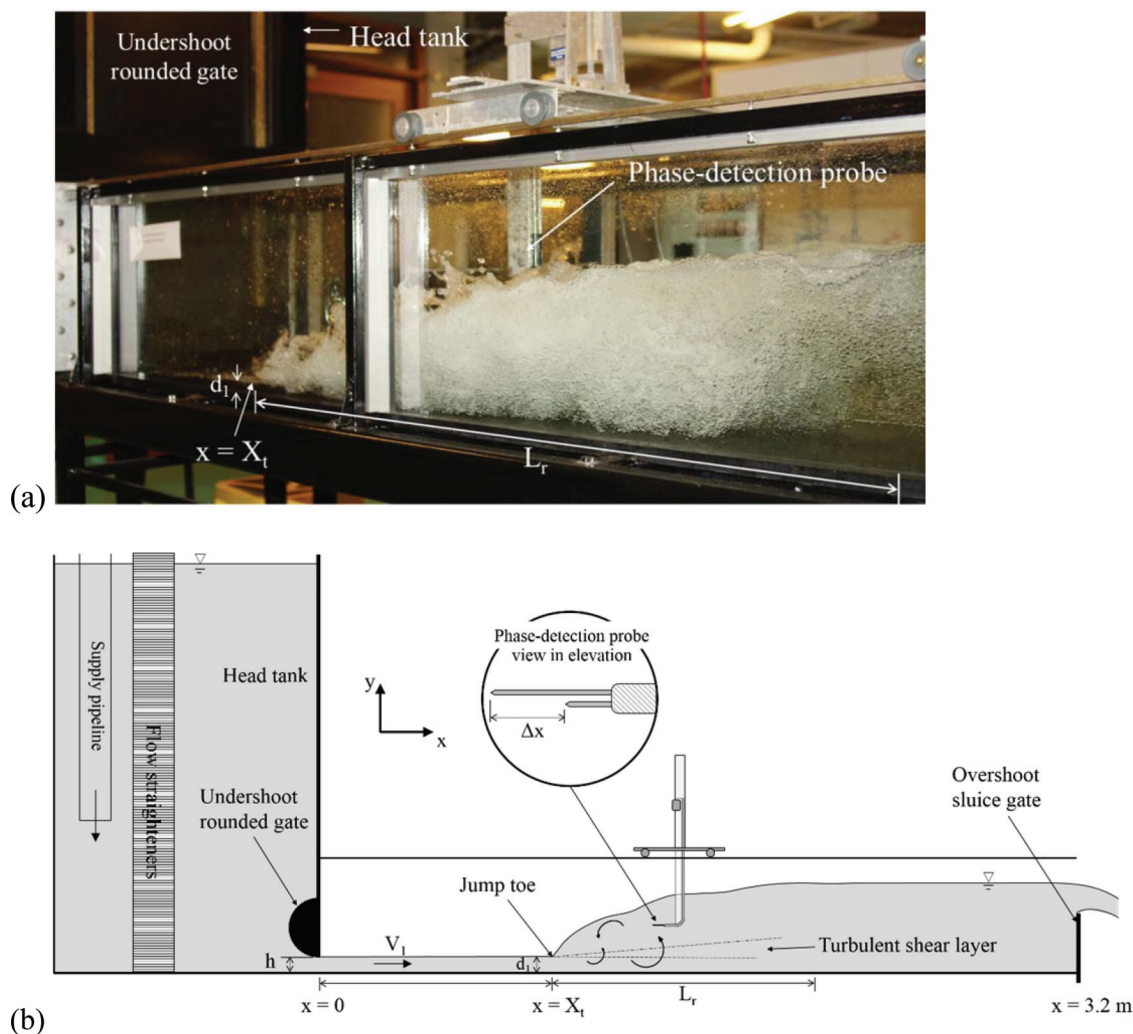 Undershoot
rounded gate
Head tank
Phase-detection probe
d₁
x = Xₜ
Lᵣ
(a)
Supply pipeline
Flow straighteners
Head tank
Undershoot
rounded gate
y
x
Phase-detection probe
view in elevation
Δx
Overshoot
sluice gate
Jump toe
V₁
h
d₁
Turbulent shear layer
x = 0
x = Xₜ
Lᵣ
x = 3.2 m
(b)